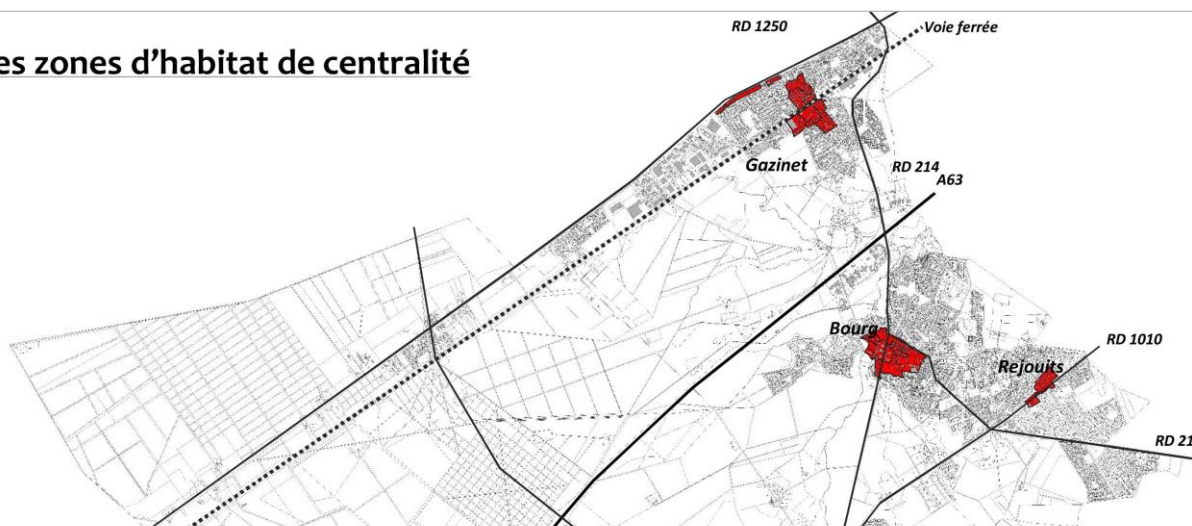 es zones d'habitat de centralité
RD 1250
Voie ferrée
Gazinet
RD 214
A63
Bourg
RD 1010
Rejouits
RD 21